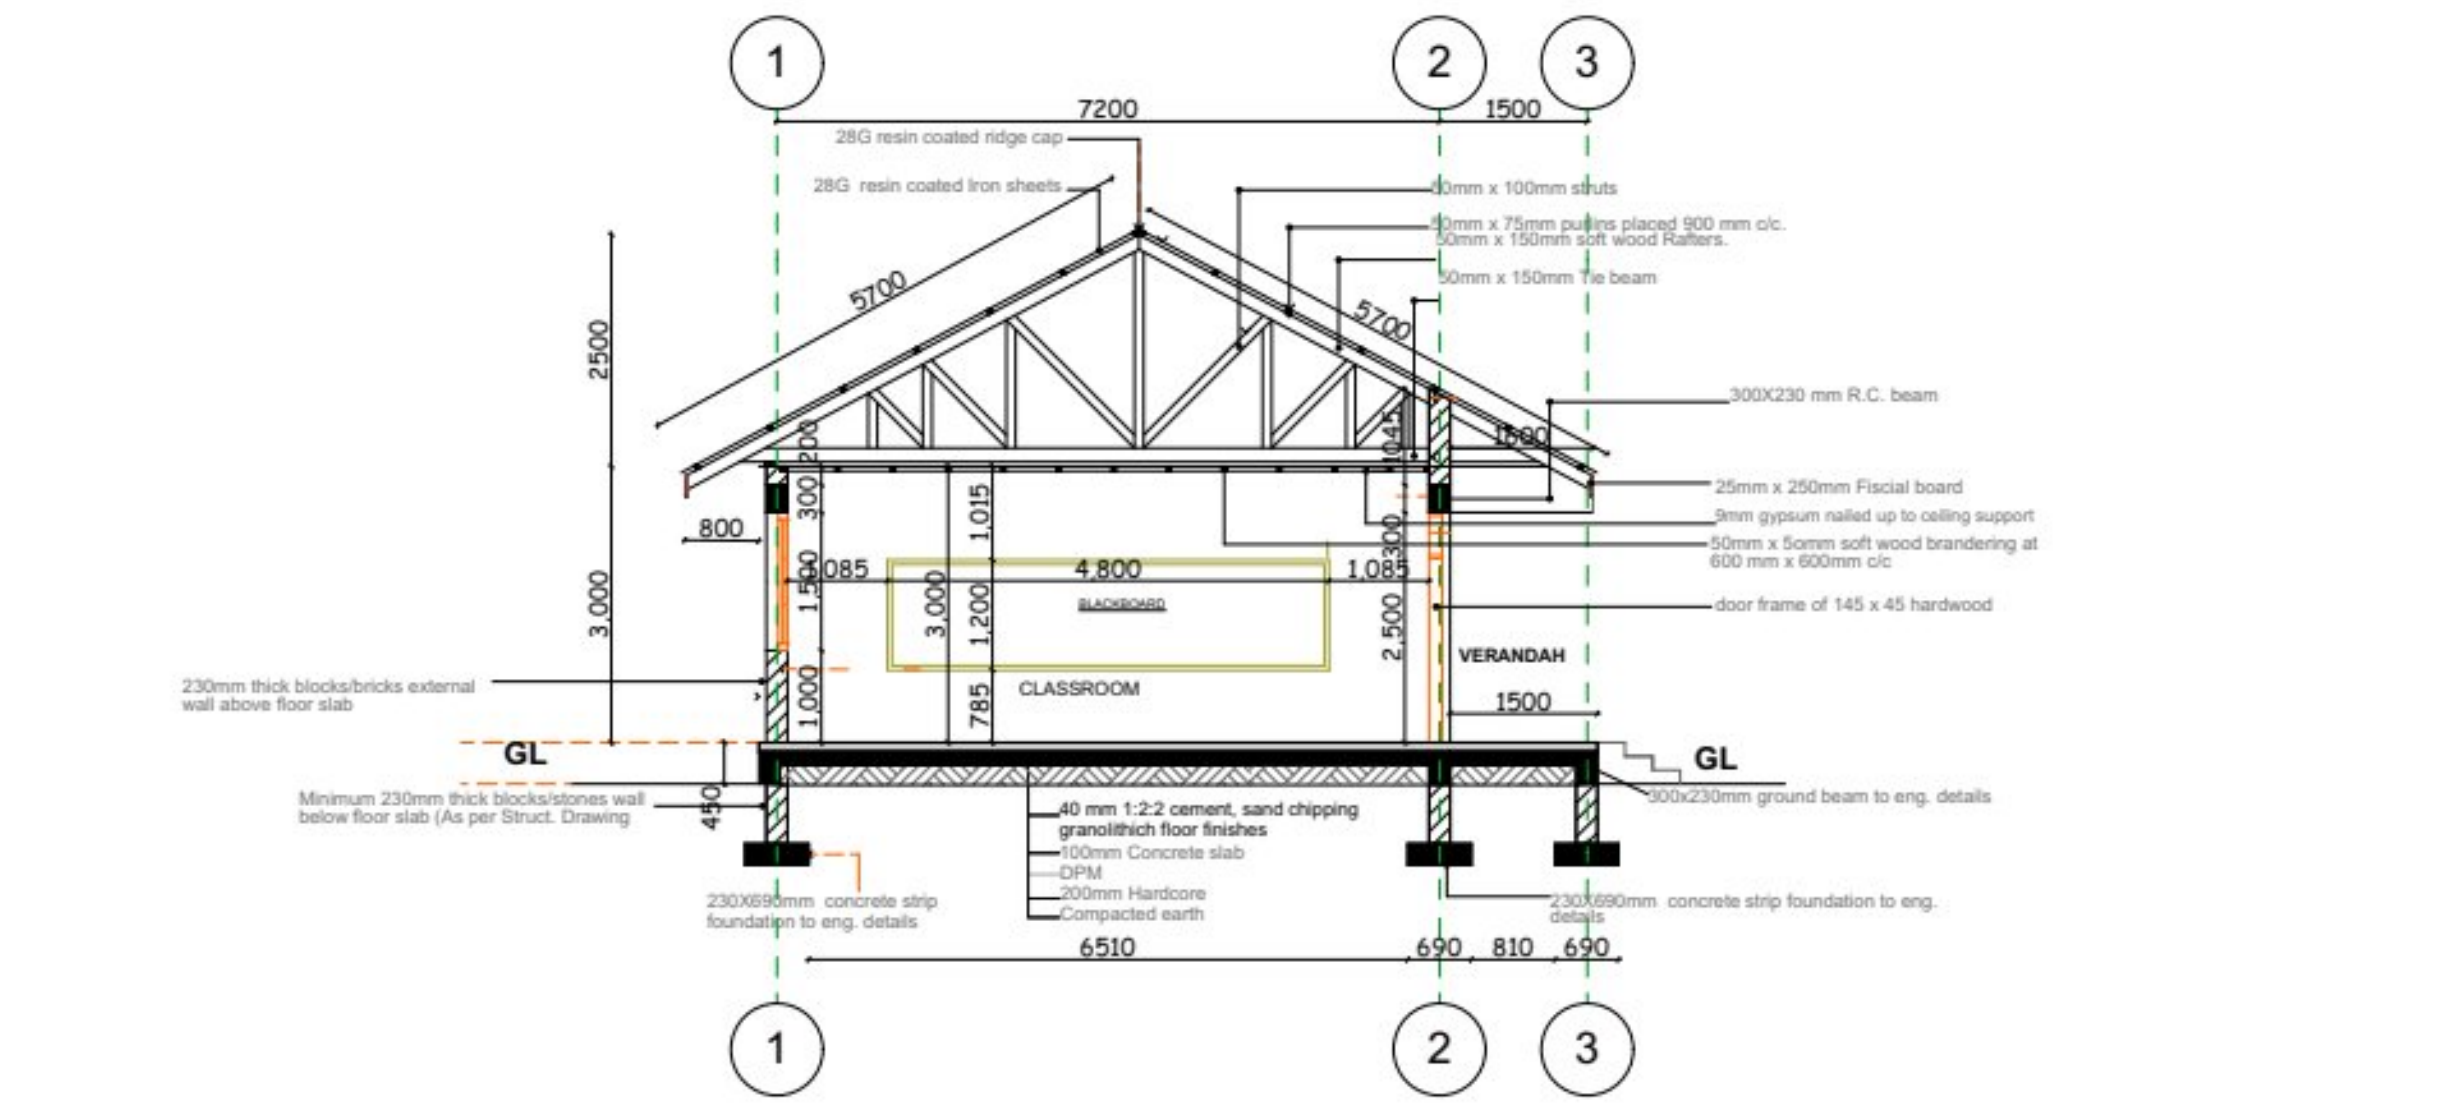 1
2
3
7200
1500
28G resin coated ridge cap
28G resin coated Iron sheets
50mm x 100mm struts
50mm x 75mm purlins placed 900 mm c/c.
50mm x 150mm soft wood Rafters.
50mm x 150mm Tie beam
5700
5700
2500
300X230 mm R.C. beam
200
1045
1500
300
1,015
25mm x 250mm Fiscial board
9mm gypsum nailed up to ceiling support
800
300
50mm x 5omm soft wood brandering at
600 mm x 600mm c/c
1,500
085
4,800
1,085
3,000
3,000
1,200
BLACKBOARD
2,500
door frame of 145 x 45 hardwood
VERANDAH
230mm thick blocks/bricks external
wall above floor slab
1,000
785
CLASSROOM
1500
GL
GL
Minimum 230mm thick blocks/stones wall
below floor slab (As per Struct. Drawing
450
300x230mm ground beam to eng. details
40 mm 1:2:2 cement, sand chipping
granolithich floor finishes
100mm Concrete slab
DPM
200mm Hardcore
Compacted earth
230X690mm concrete strip
foundation to eng. details
230X690mm concrete strip foundation to eng.
details
6510
690
810
690
1
2
3